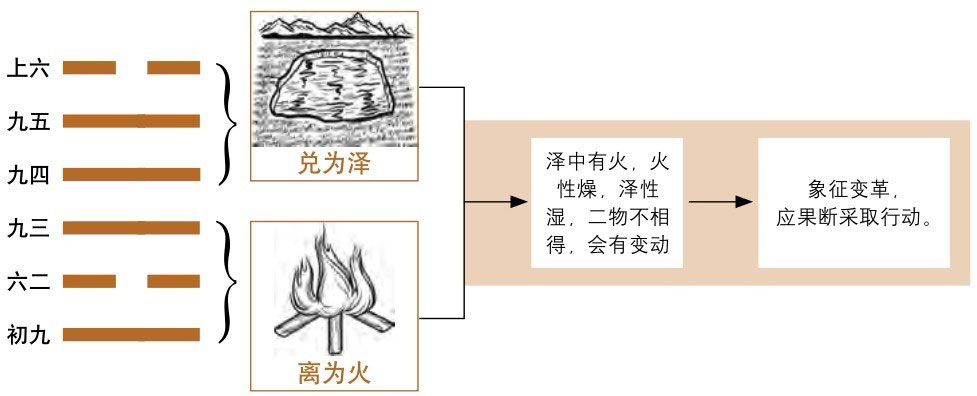 上六
九五
九四
九三
六二
初九
兑为泽
离为火
泽中有火，火
性燥，泽性
湿，二物不相
得，会有变动
象征变革，
应果断采取行动。